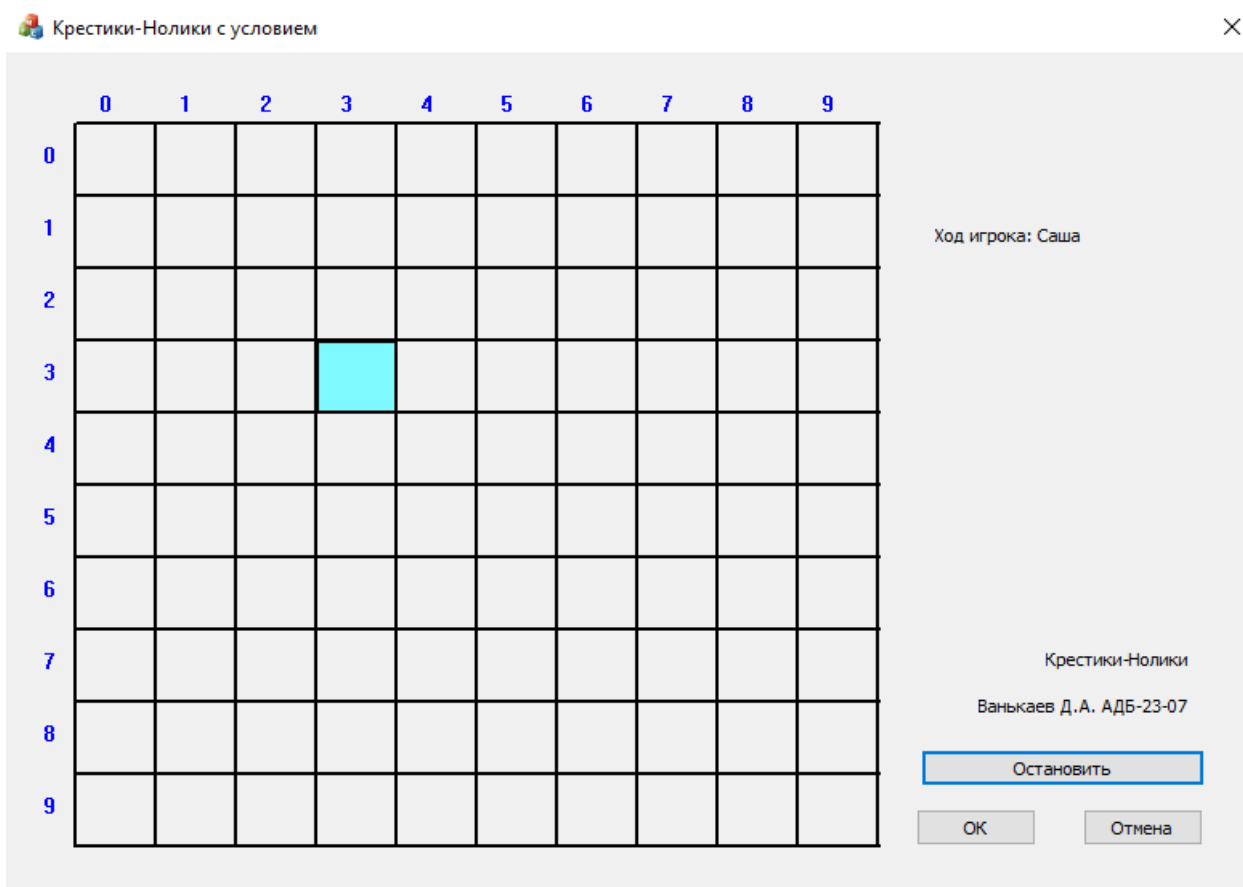 Крестики-Нолики с условием
0 1 2 3 4 5 6 7 8 9
0
1
Ход игрока: Саша
2
3
4
5
6
7
Крестики-Нолики
Ванькаев Д.А. АДБ-23-07
8
Остановить
9
ОК Отмена